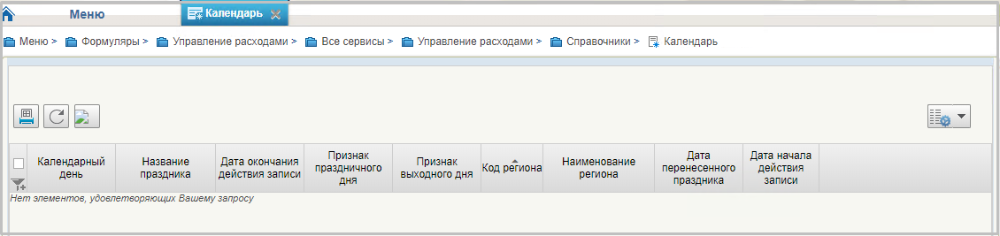 Меню Календарь
Меню > Формуляры > Управление расходами > Все сервисы > Управление расходами > Справочники > Календарь
Календарный день
Название праздника
Дата окончания действия записи
Признак праздничного дня
Признак выходного дня
Код региона
Наименование региона
Дата перенесенного праздника
Дата начала действия записи
Нет элементов, удовлетворяющих Вашему запросу